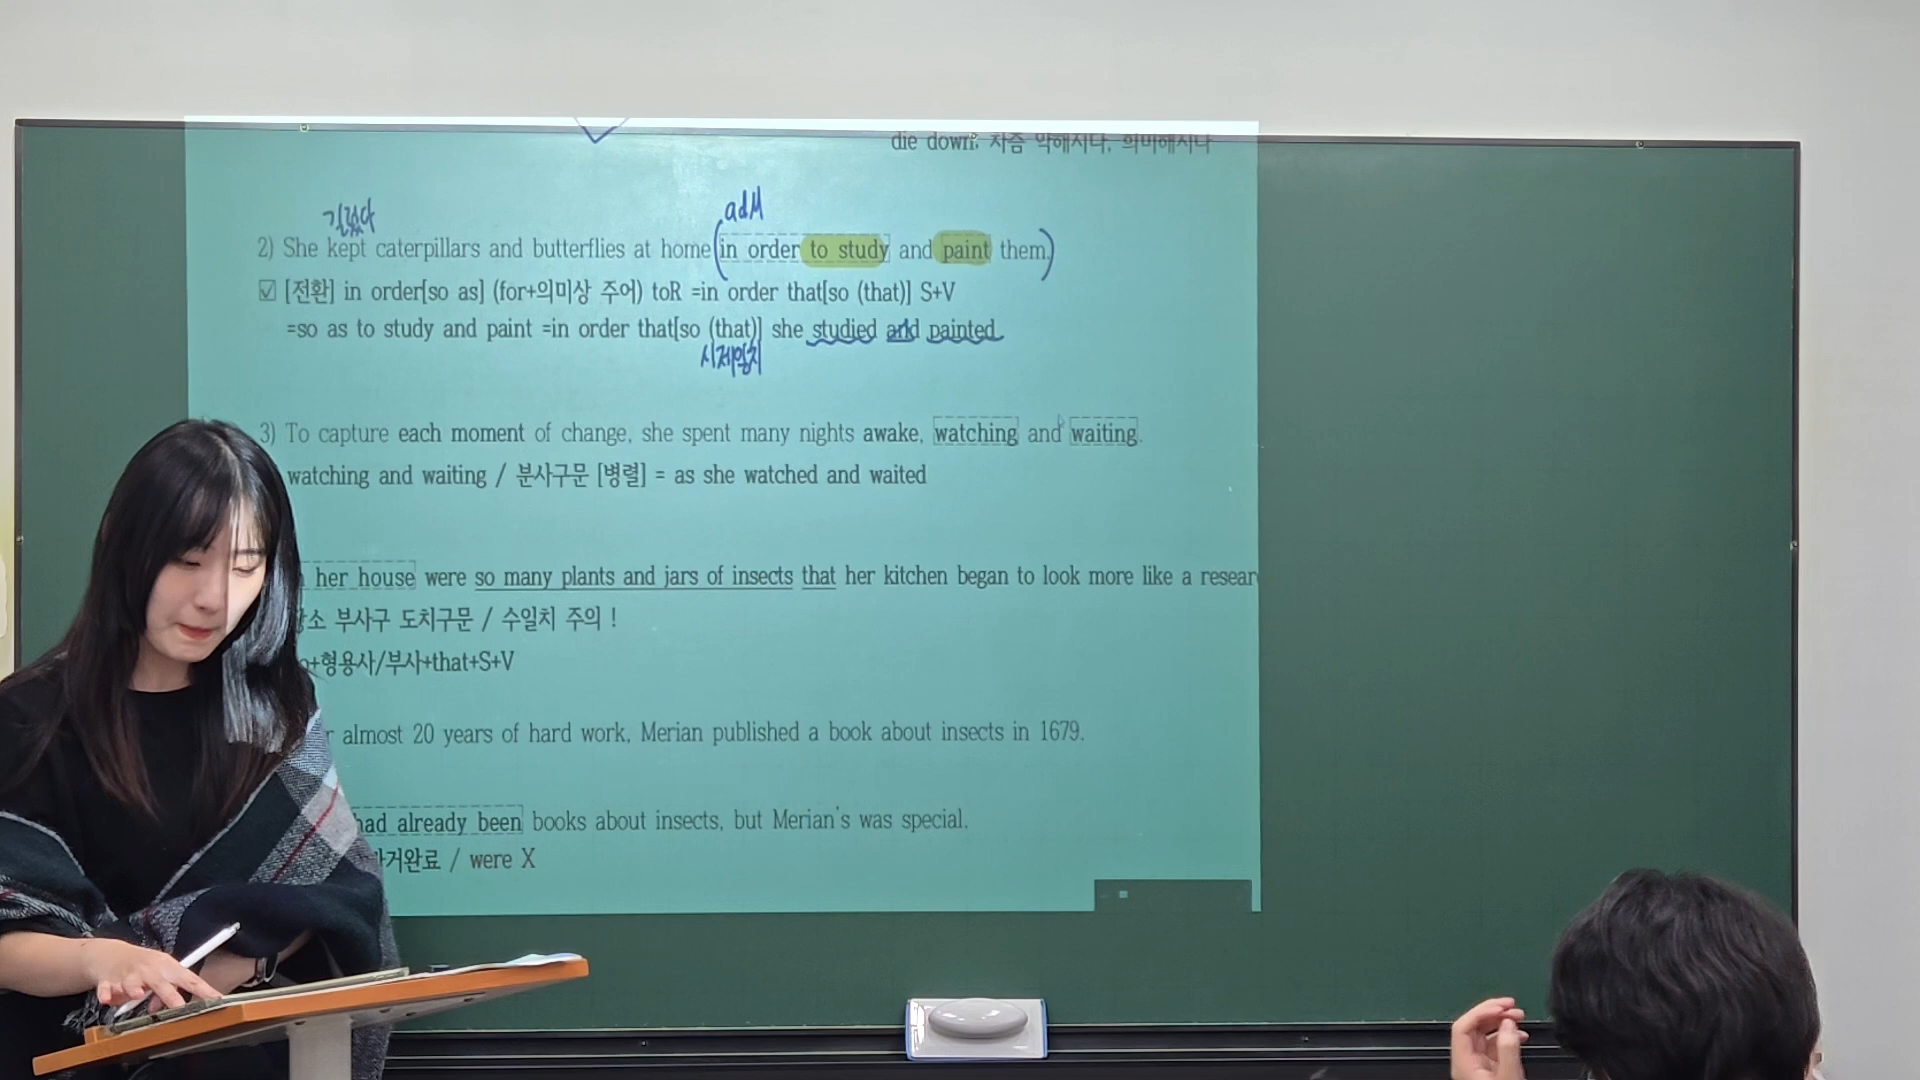 die down; 차츰 약해지다, 희미해지다
길렀다
adM
2) She kept caterpillars and butterflies at home (in order to study and paint them.)
☑ [전환] in order[so as] (for+의미상 주어) toR =in order that[so (that)] S+V
=so as to study and paint =in order that[so (that)] she studied and painted
시제일치
3) To capture each moment of change, she spent many nights awake, watching and waiting.
watching and waiting / 분사구문 [병렬] = as she watched and waited
her house were so many plants and jars of insects that her kitchen began to look more like a resear
장소 부사구 도치구문 / 수일치 주의 !
+형용사/부사+that+S+V
almost 20 years of hard work, Merian published a book about insects in 1679.
had already been books about insects, but Merian's was special.
과거완료 / were X